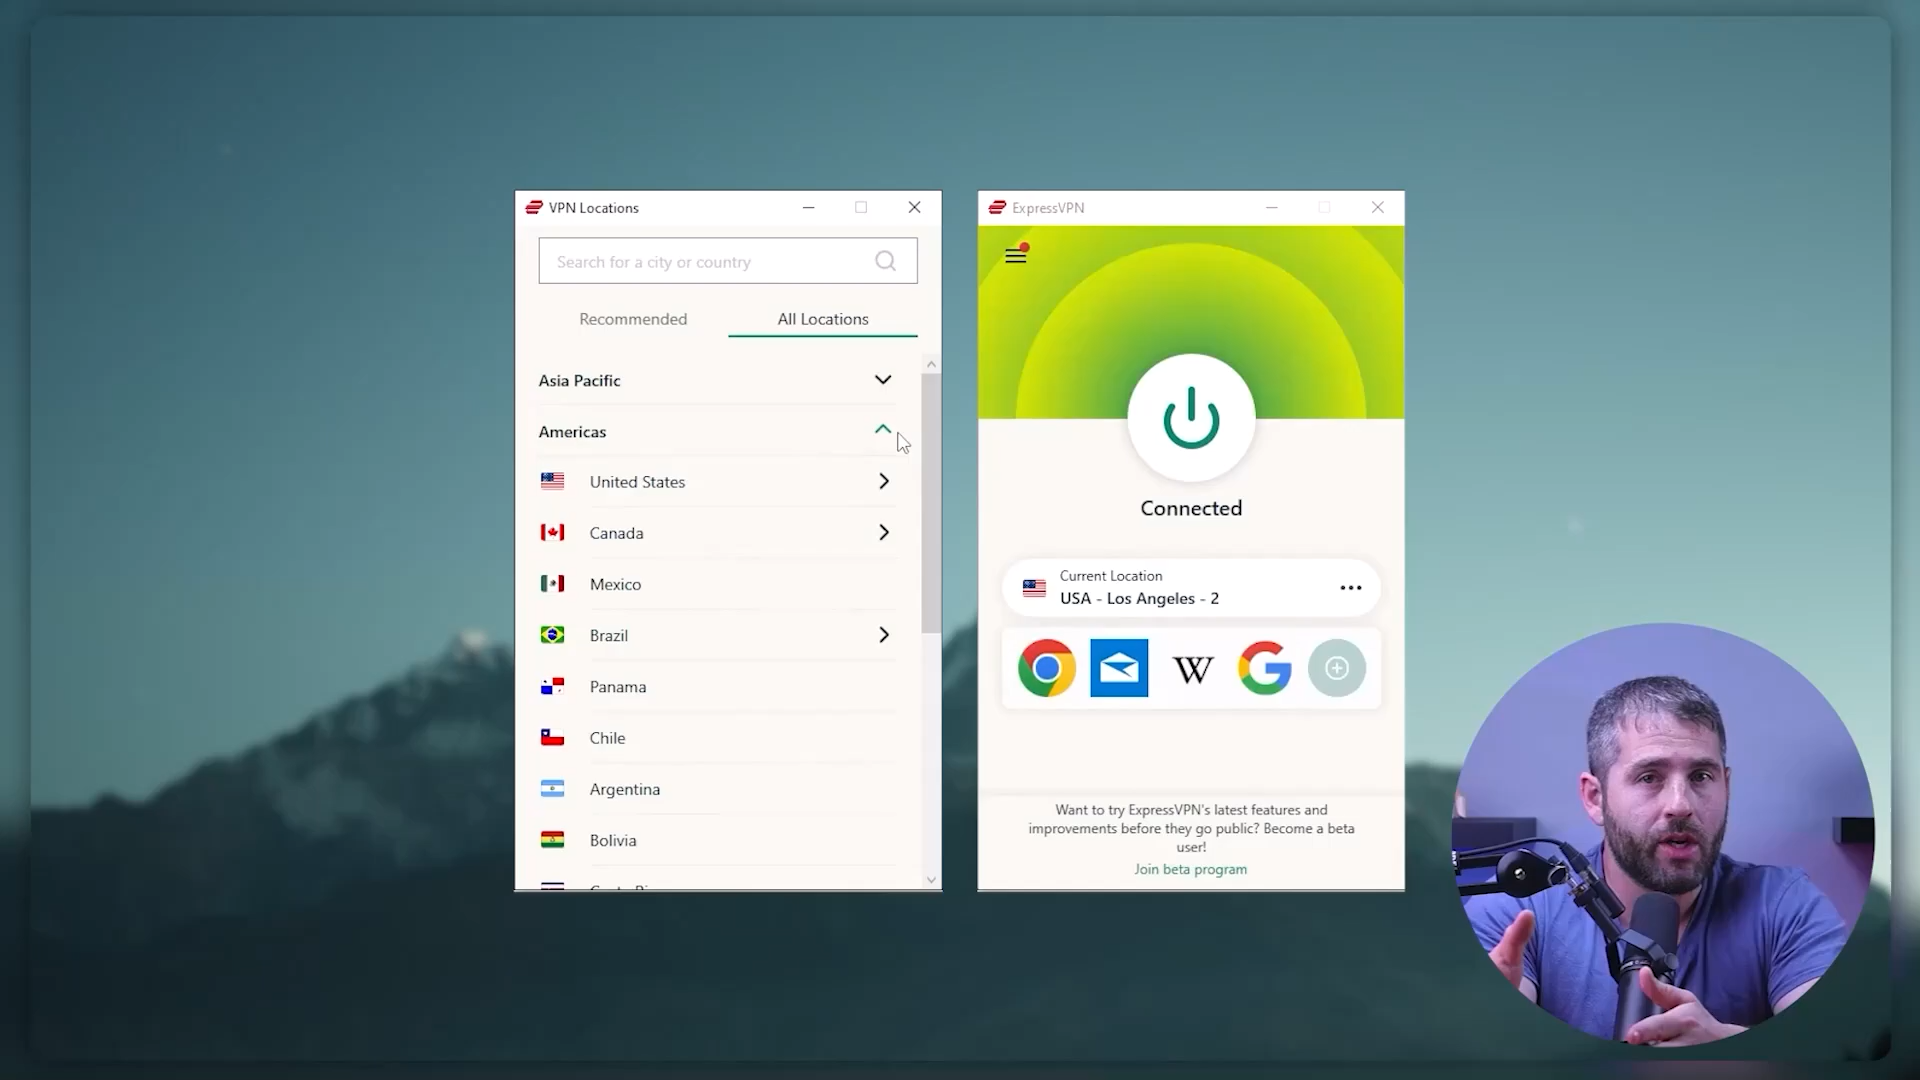 VPN Locations
Search for a city or country
Recommended
All Locations
Asia Pacific
Americas
United States
Canada
Mexico
Brazil
Panama
Chile
Argentina
Bolivia
ExpressVPN
Connected
Current Location
USA - Los Angeles - 2
W
G
Want to try ExpressVPN's latest features and
improvements before they go public? Become a beta
user!
Join beta program